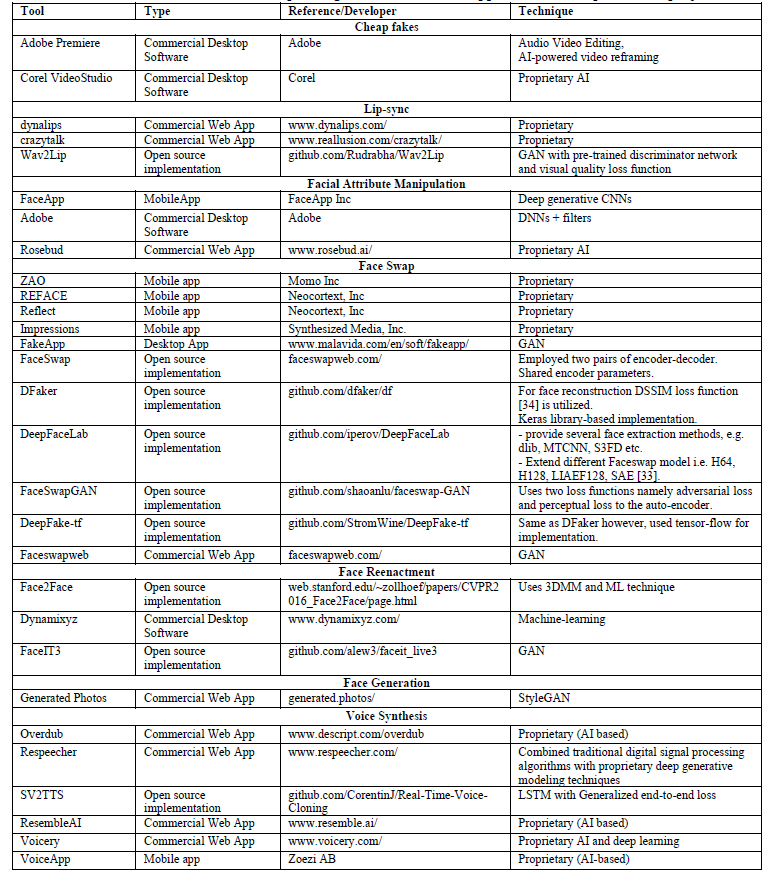 Tool Type Reference/Developer Technique
Cheap fakes
Adobe Premiere Commercial Desktop Adobe Audio Video Editing,
Software AI-powered video reframing
Corel VideoStudio Commercial Desktop Corel Proprietary AI
Software
Lip-sync
dynalips Commercial Web App www.dynalips.com/ Proprietary
crazytalk Commercial Web App www.reallusion.com/crazytalk/ Proprietary
Wav2Lip Open source github.com/Rudrabha/Wav2Lip GAN with pre-trained discriminator network
implementation and visual quality loss function
Facial Attribute Manipulation
FaceApp MobileApp FaceApp Inc Deep generative CNNs
Adobe Commercial Desktop Adobe DNNs + filters
Software
Rosebud Commercial Web App www.rosebud.ai/ Proprietary AI
Face Swap
ZAO Mobile app Momo Inc Proprietary
REFACE Mobile app Neocortext, Inc Proprietary
Reflect Mobile app Neocortext, Inc Proprietary
Impressions Mobile app Synthesized Media, Inc. Proprietary
FakeApp Desktop App www.malavida.com/en/soft/fakeapp/ GAN
FaceSwap Open source faceswapweb.com/ Employed two pairs of encoder-decoder.
implementation Shared encoder parameters.
DFaker Open source github.com/dfaker/df For face reconstruction DSSIM loss function
implementation [34] is utilized.
Keras library-based implementation.
DeepFaceLab Open source github.com/iperov/DeepFaceLab - provide several face extraction methods, e.g.
implementation dlib, MTCNN, S3FD etc.
- Extend different Faceswap model i.e. H64,
H128, LIAEF128, SAE [33].
FaceSwapGAN Open source github.com/shaoanlu/faceswap-GAN Uses two loss functions namely adversarial loss
implementation and perceptual loss to the auto-encoder.
DeepFake-tf Open source github.com/StromWine/DeepFake-tf Same as DFaker however, used tensor-flow for
implementation implementation.
Faceswapweb Commercial Web App faceswapweb.com/ GAN
Face Reenactment
Face2Face Open source web.stanford.edu/~zollhoef/papers/CVPR2 Uses 3DMM and ML technique
implementation 016_Face2Face/page.html
Dynamixyz Commercial Desktop www.dynamixyz.com/ Machine-learning
Software
FaceIT3 Open source github.com/alew3/faceit_live3 GAN
implementation
Face Generation
Generated Photos Commercial Web App generated.photos/ StyleGAN
Voice Synthesis
Overdub Commercial Web App www.descript.com/overdub Proprietary (AI based)
Respeecher Commercial Web App www.respeecher.com/ Combined traditional digital signal processing
algorithms with proprietary deep generative
modeling techniques
SV2TTS Open source github.com/CorentinJ/Real-Time-Voice- LSTM with Generalized end-to-end loss
implementation Cloning
ResembleAI Commercial Web App www.resemble.ai/ Proprietary (AI based)
Voicery Commercial Web App www.voicery.com/ Proprietary AI and deep learning
VoiceApp Mobile app Zoezi AB Proprietary (AI-based)